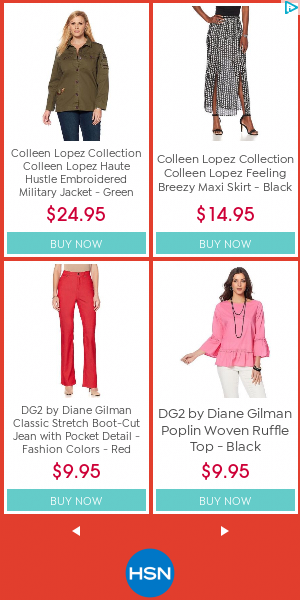 Colleen Lopez Collection
Colleen Lopez Haute
Hustle Embroidered
Military Jacket - Green
$24.95
BUY NOW
Colleen Lopez Collection
Colleen Lopez Feeling
Breezy Maxi Skirt - Black
$14.95
BUY NOW
DG2 by Diane Gilman
Classic Stretch Boot-Cut
Jean with Pocket Detail -
Fashion Colors - Red
$9.95
BUY NOW
DG2 by Diane Gilman
Poplin Woven Ruffle
Top - Black
$9.95
BUY NOW
HSN